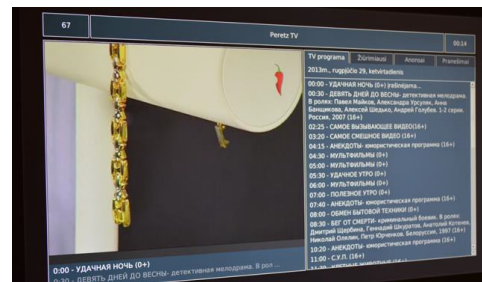 67
Peretz TV
00:14
TV programa
Žiūrimiausi
Anonsai
Pranešimai
2013m., rugpjūčio 29, ketvirtadienis
00:00 - УДАЧНАЯ НОЧЬ (0+) Įrašinėjama...
00:30 - ДЕВЯТЬ ДНЕЙ ДО ВЕСНЫ- детективная мелодрама.
В ролях: Павел Майков, Александра Урсуляк, Анна
Банщикова, Алексей Шедько, Андрей Голубев. 1-2 серии.
Россия, 2007 (16+)
02:25 - САМОЕ ВЫЗЫВАЮЩЕЕ ВИДЕО(16+)
03:20 - САМОЕ СМЕШНОЕ ВИДЕО (16+)
04:15 - АНЕКДОТЫ- юмористическая программа (16+)
04:30 - МУЛЬТФИЛЬМЫ (0+)
05:00 - МУЛЬТФИЛЬМЫ (0+)
05:30 - УДАЧНОЕ УТРО (0+)
06:00 - МУЛЬТФИЛЬМЫ (0+)
07:00 - ПОЛЕЗНОЕ УТРО (0+)
07:40 - АНЕКДОТЫ- юмористическая программа (16+)
08:00 - ОБМЕН БЫТОВОЙ ТЕХНИКИ (0+)
08:30 - БЕГ ОТ СМЕРТИ- криминальный боевик. В ролях:
Дмитрий Щербина, Геннадий Шкуратов, Анатолий Котенев,
Николай Олялин, Петр Юрченков. Белоруссия, 1997 (16+)
10:20 - АНЕКДОТЫ- юмористическая программа (16+)
11:00 - С.У.П. (16+)
11:30 - УЛЕТНЫЕ ЖИВОТНЫЕ (16+)
0:00 - УДАЧНАЯ НОЧЬ (0+)
0:30 - ДЕВЯТЬ ДНЕЙ ДО ВЕСНЫ- детективная мелодрама. В рол ...